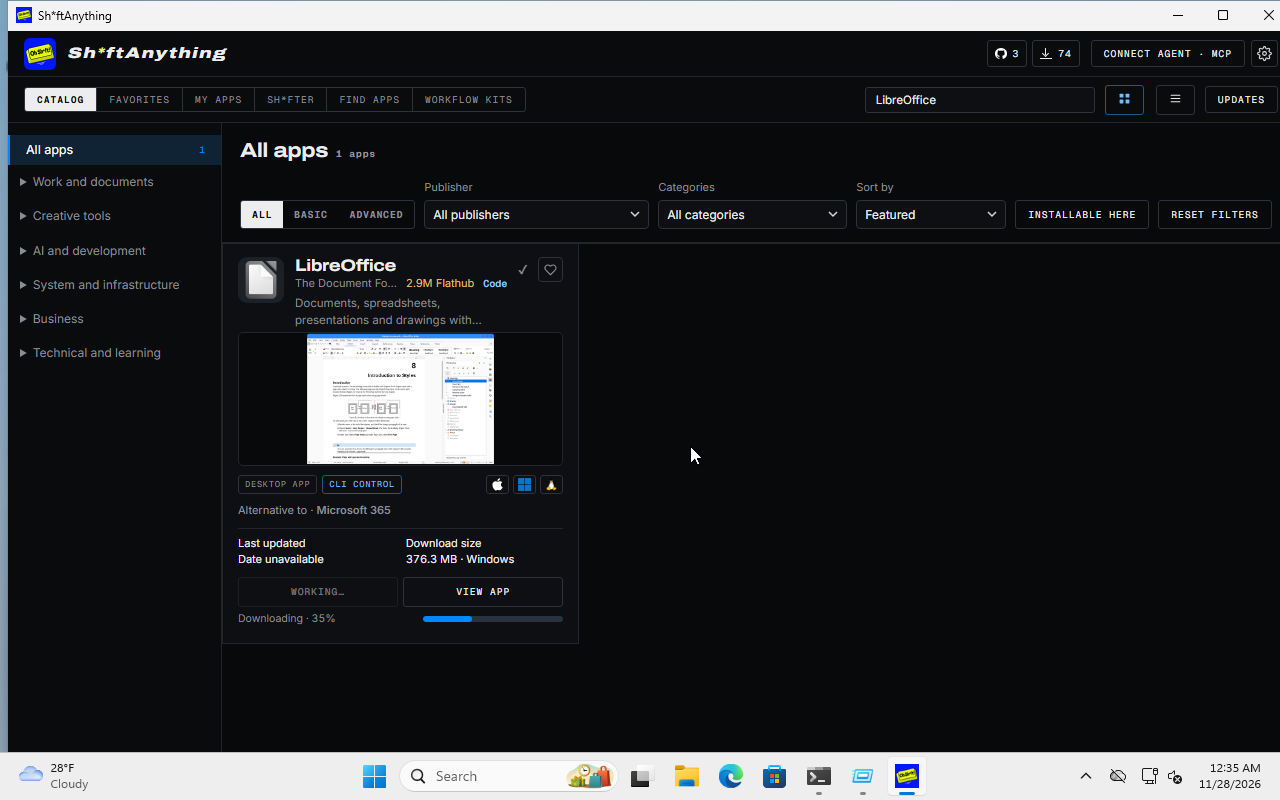 Sh*ftAnything
Oh Sh*ft!
Sh*ftAnything
3
74
CONNECT AGENT · MCP
CATALOG
FAVORITES
MY APPS
SH*FTER
FIND APPS
WORKFLOW KITS
LibreOffice
UPDATES
All apps
1
Work and documents
Creative tools
AI and development
System and infrastructure
Business
Technical and learning
All apps 1 apps
Publisher
Categories
Sort by
ALL
BASIC
ADVANCED
All publishers
All categories
Featured
INSTALLABLE HERE
RESET FILTERS
LibreOffice
The Document Fo... 2.9M Flathub Code
Documents, spreadsheets,
presentations and drawings with...
8
Introduction to Styles
DESKTOP APP
CLI CONTROL
Alternative to · Microsoft 365
Last updated
Date unavailable
Download size
376.3 MB · Windows
WORKING…
VIEW APP
Downloading · 35%
28°F
Cloudy
Search
12:35 AM
11/28/2026